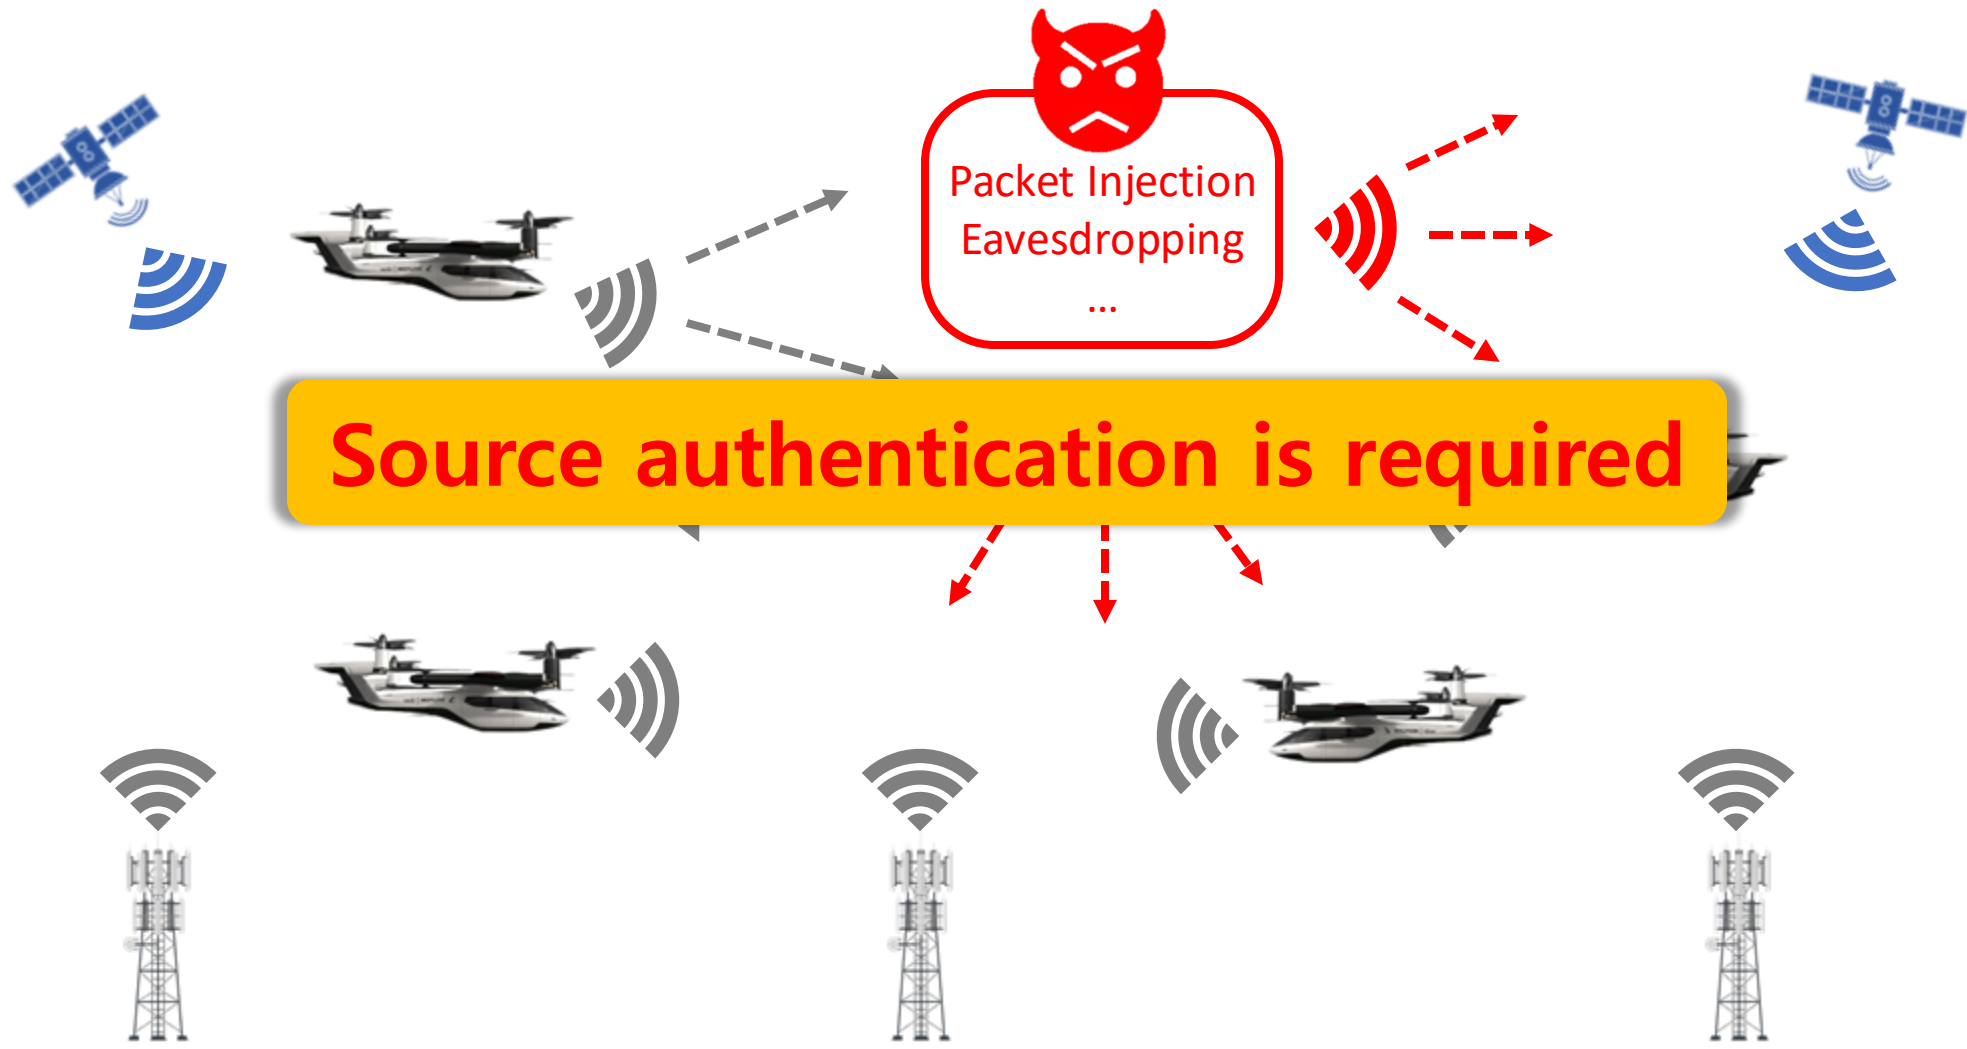 Packet Injection
Eavesdropping
...
Source authentication is required